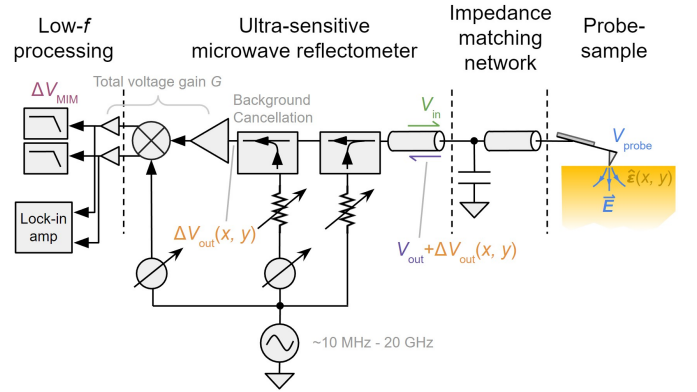 Low-f
processing
Ultra-sensitive
microwave reflectometer
Impedance
matching
network
Probe-
sample
Total voltage gain G
ΔV_MIM
Background
Cancellation
V_in
V_probe
ε̂(x, y)
E⃗
Lock-in
amp
ΔV_out(x, y)
V_out+ΔV_out(x, y)
~10 MHz - 20 GHz